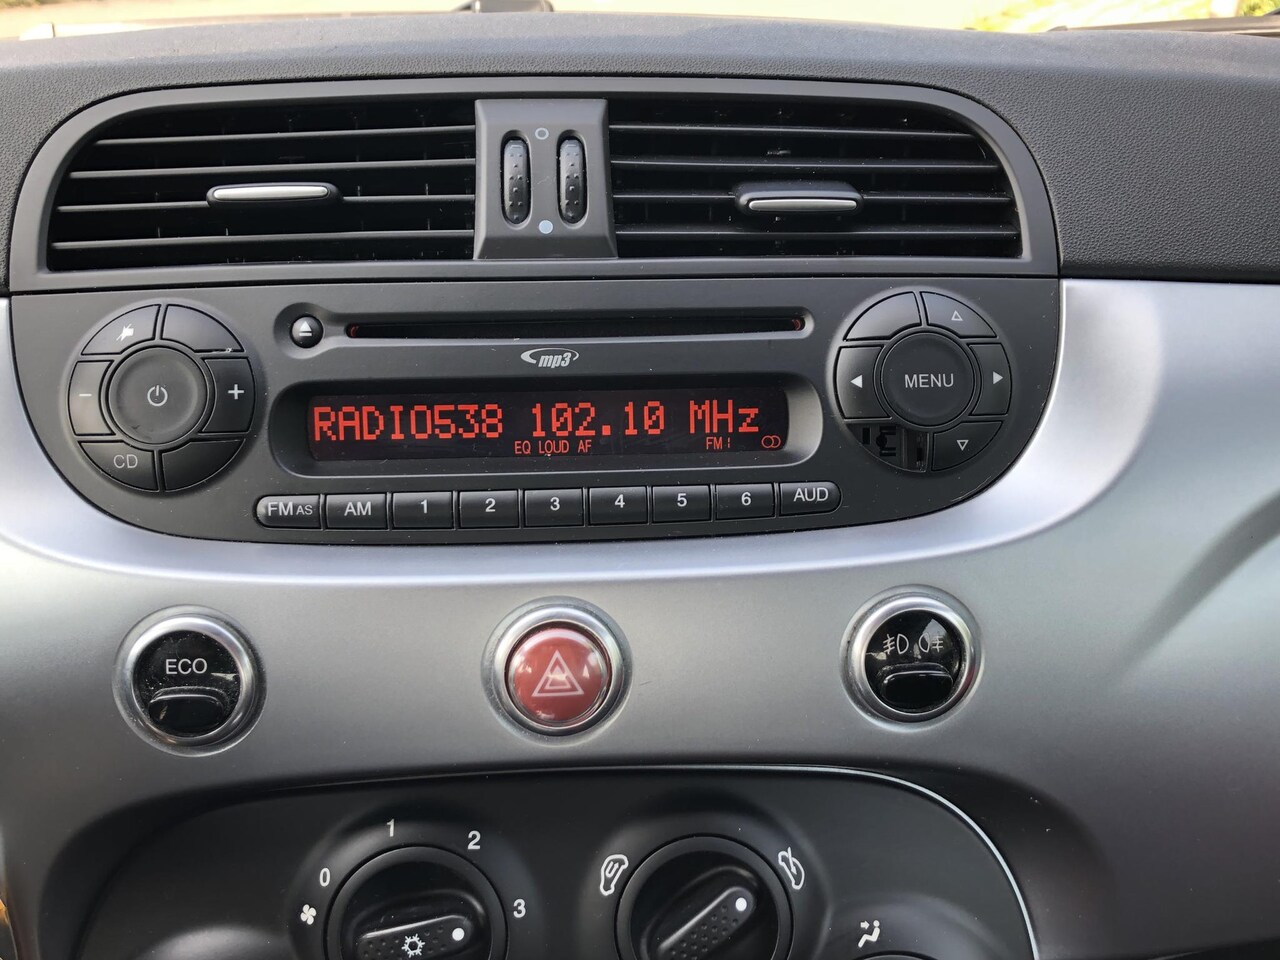 mp3
RADIO538 102.10 MHz
EQ LOUD AF FM1
MENU
CD
FM AS AM 1 2 3 4 5 6 AUD
ECO
0 1 2 3